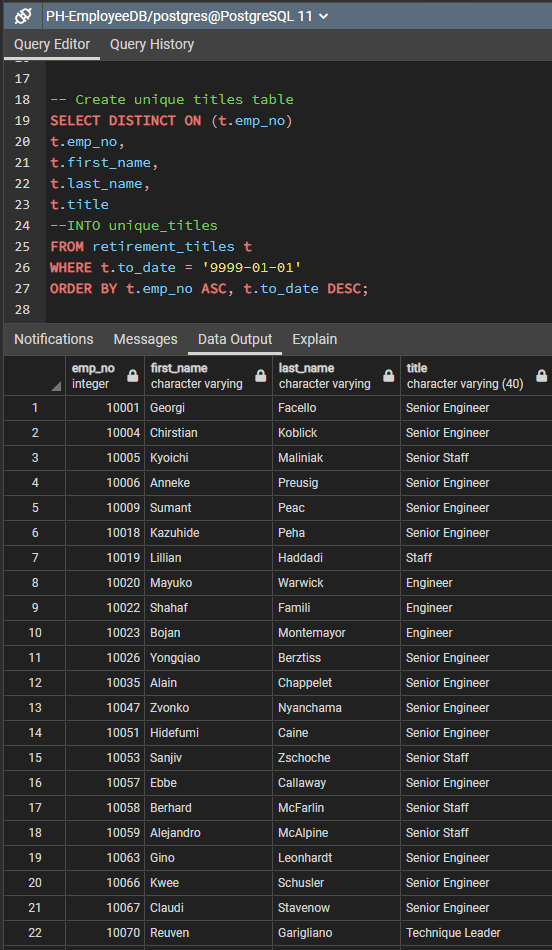 PH-EmployeeDB/postgres@PostgreSQL 11
Query Editor Query History
17
18 -- Create unique titles table
19 SELECT DISTINCT ON (t.emp_no)
20 t.emp_no,
21 t.first_name,
22 t.last_name,
23 t.title
24 --INTO unique_titles
25 FROM retirement_titles t
26 WHERE t.to_date = '9999-01-01'
27 ORDER BY t.emp_no ASC, t.to_date DESC;
28
Notifications Messages Data Output Explain
emp_no first_name last_name title
integer character varying character varying character varying (40)
1 10001 Georgi Facello Senior Engineer
2 10004 Chirstian Koblick Senior Engineer
3 10005 Kyoichi Maliniak Senior Staff
4 10006 Anneke Preusig Senior Engineer
5 10009 Sumant Peac Senior Engineer
6 10018 Kazuhide Peha Senior Engineer
7 10019 Lillian Haddadi Staff
8 10020 Mayuko Warwick Engineer
9 10022 Shahaf Famili Engineer
10 10023 Bojan Montemayor Engineer
11 10026 Yongqiao Berztiss Senior Engineer
12 10035 Alain Chappelet Senior Engineer
13 10047 Zvonko Nyanchama Senior Engineer
14 10051 Hidefumi Caine Senior Engineer
15 10053 Sanjiv Zschoche Senior Staff
16 10057 Ebbe Callaway Senior Engineer
17 10058 Berhard McFarlin Senior Staff
18 10059 Alejandro McAlpine Senior Staff
19 10063 Gino Leonhardt Senior Engineer
20 10066 Kwee Schusler Senior Engineer
21 10067 Claudi Stavenow Senior Engineer
22 10070 Reuven Garigliano Technique Leader